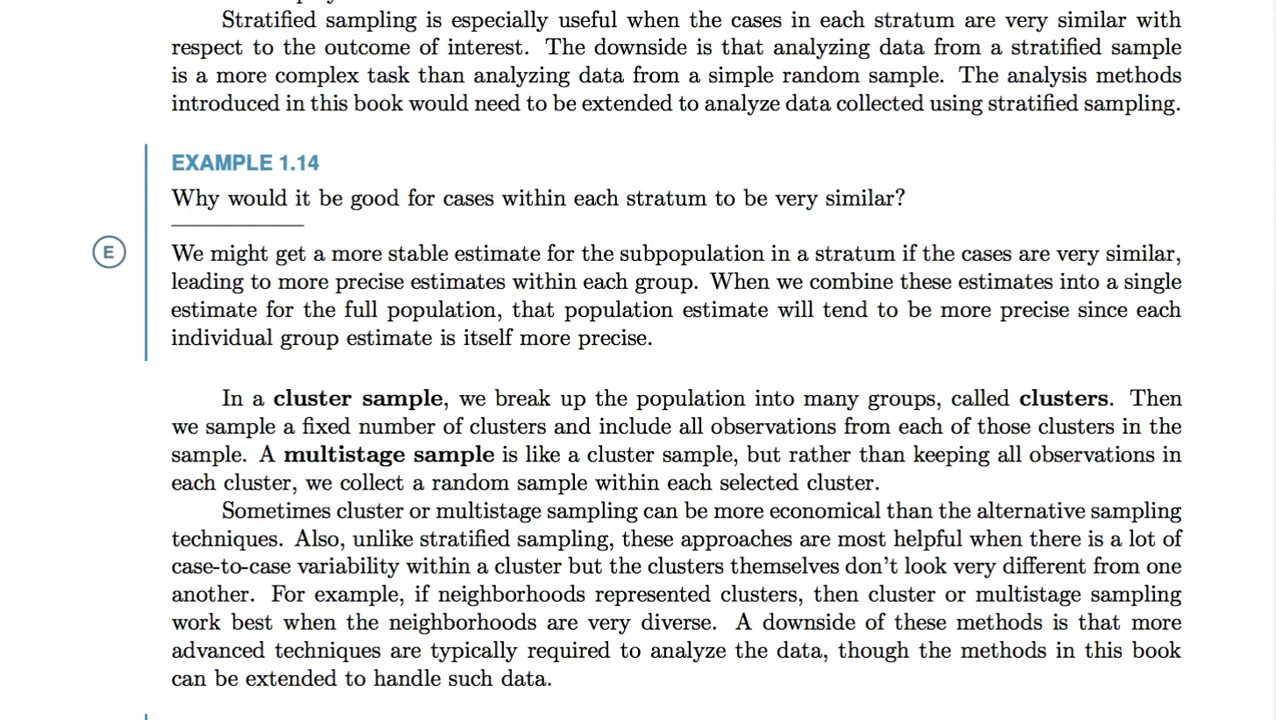 Stratified sampling is especially useful when the cases in each stratum are very similar with
respect to the outcome of interest. The downside is that analyzing data from a stratified sample
is a more complex task than analyzing data from a simple random sample. The analysis methods
introduced in this book would need to be extended to analyze data collected using stratified sampling.
EXAMPLE 1.14
Why would it be good for cases within each stratum to be very similar?
E
We might get a more stable estimate for the subpopulation in a stratum if the cases are very similar,
leading to more precise estimates within each group. When we combine these estimates into a single
estimate for the full population, that population estimate will tend to be more precise since each
individual group estimate is itself more precise.
In a cluster sample, we break up the population into many groups, called clusters. Then
we sample a fixed number of clusters and include all observations from each of those clusters in the
sample. A multistage sample is like a cluster sample, but rather than keeping all observations in
each cluster, we collect a random sample within each selected cluster.
Sometimes cluster or multistage sampling can be more economical than the alternative sampling
techniques. Also, unlike stratified sampling, these approaches are most helpful when there is a lot of
case-to-case variability within a cluster but the clusters themselves don't look very different from one
another. For example, if neighborhoods represented clusters, then cluster or multistage sampling
work best when the neighborhoods are very diverse. A downside of these methods is that more
advanced techniques are typically required to analyze the data, though the methods in this book
can be extended to handle such data.